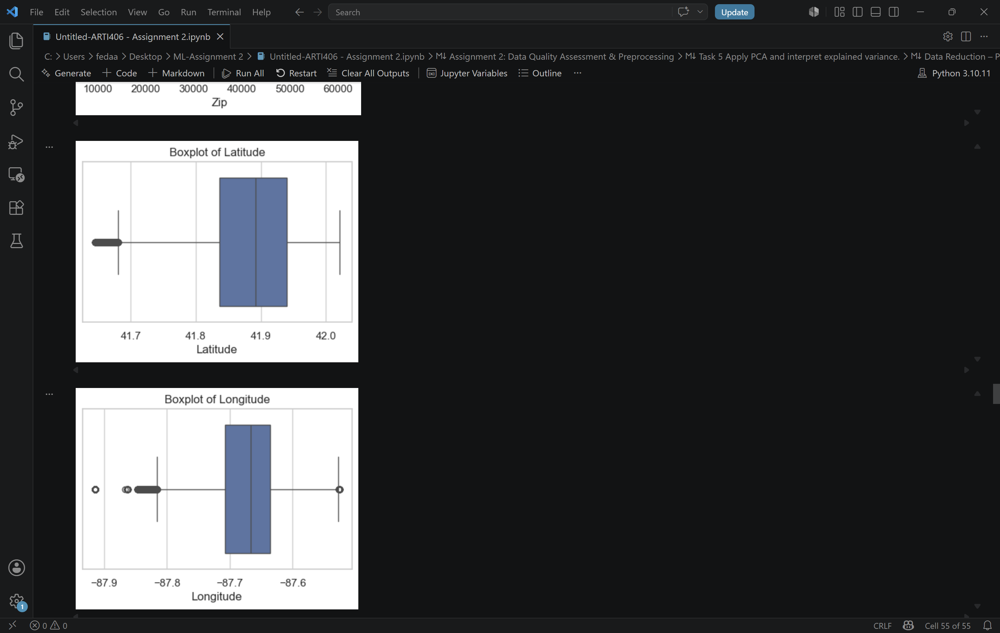 File Edit Selection View Go Run Terminal Help Search Update
Untitled-ARTI406 - Assignment 2.ipynb
C: > Users > fedaa > Desktop > ML-Assignment 2 > Untitled-ARTI406 - Assignment 2.ipynb > M↓ Assignment 2: Data Quality Assessment & Preprocessing > M↓ Task 5 Apply PCA and interpret explained variance. > M↓ Data Reduction – P
Generate + Code + Markdown | Run All Restart Clear All Outputs | Jupyter Variables Outline ... Python 3.10.11
10000 20000 30000 40000 50000 60000
Zip
...
Boxplot of Latitude
41.7 41.8 41.9 42.0
Latitude
...
Boxplot of Longitude
−87.9 −87.8 −87.7 −87.6
Longitude
1
0 0 CRLF Cell 55 of 55